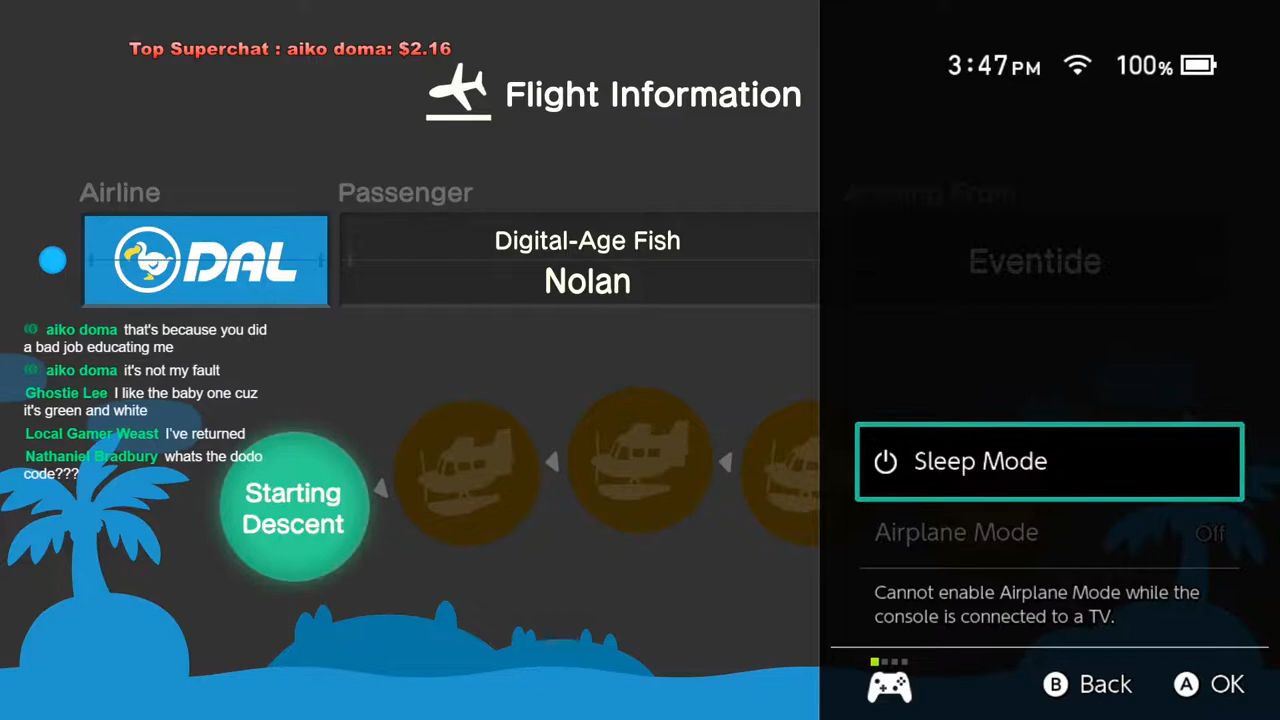 Top Superchat : aiko doma: $2.16
3:47PM 100%
Flight Information
Airline
Passenger
DAL
Digital-Age Fish
Nolan
Eventide
aiko doma that's because you did
a bad job educating me
aiko doma it's not my fault
Ghostie Lee I like the baby one cuz
it's green and white
Local Gamer Weast I've returned
Nathaniel Bradbury whats the dodo
code???
Starting
Descent
Sleep Mode
Airplane Mode Off
Cannot enable Airplane Mode while the
console is connected to a TV.
B Back
A OK